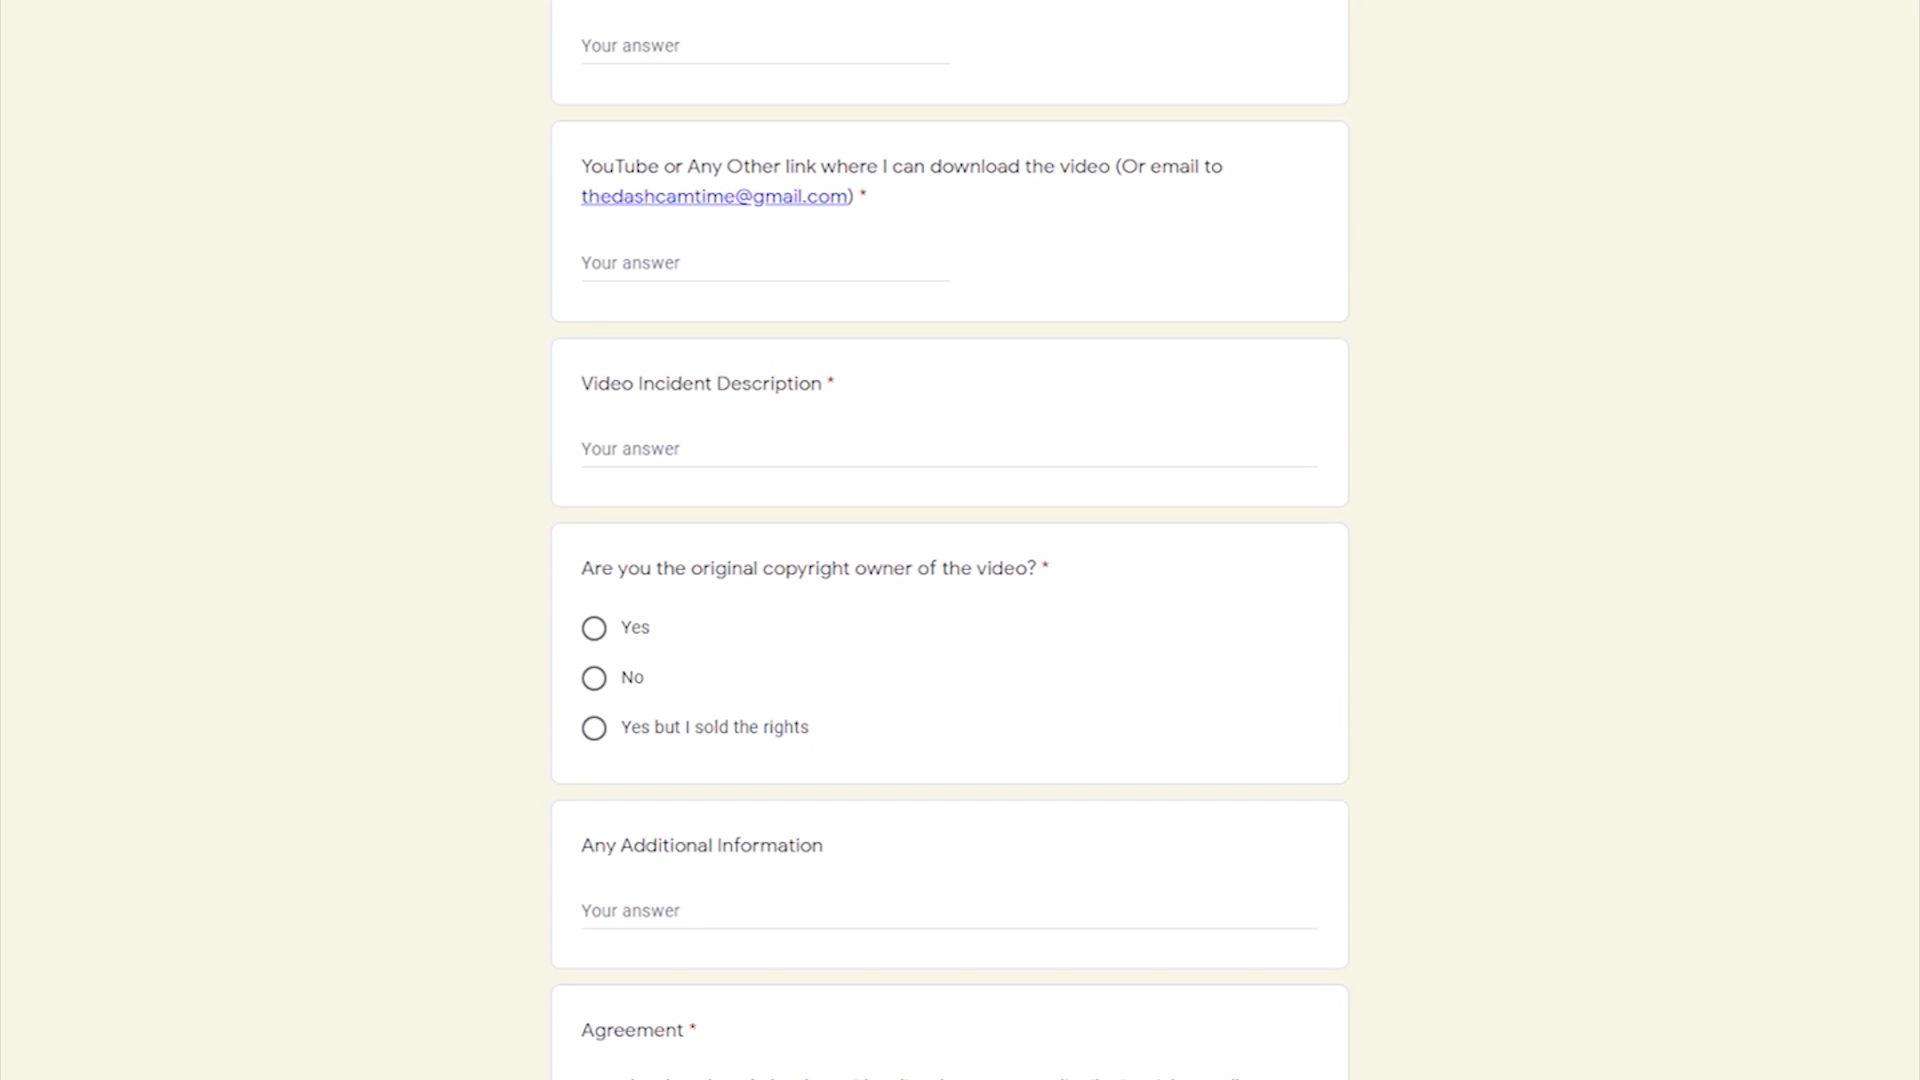 Your answer
YouTube or Any Other link where I can download the video (Or email to
thedashcamtime@gmail.com) *
Your answer
Video Incident Description *
Your answer
Are you the original copyright owner of the video? *
Yes
No
Yes but I sold the rights
Any Additional Information
Your answer
Agreement *